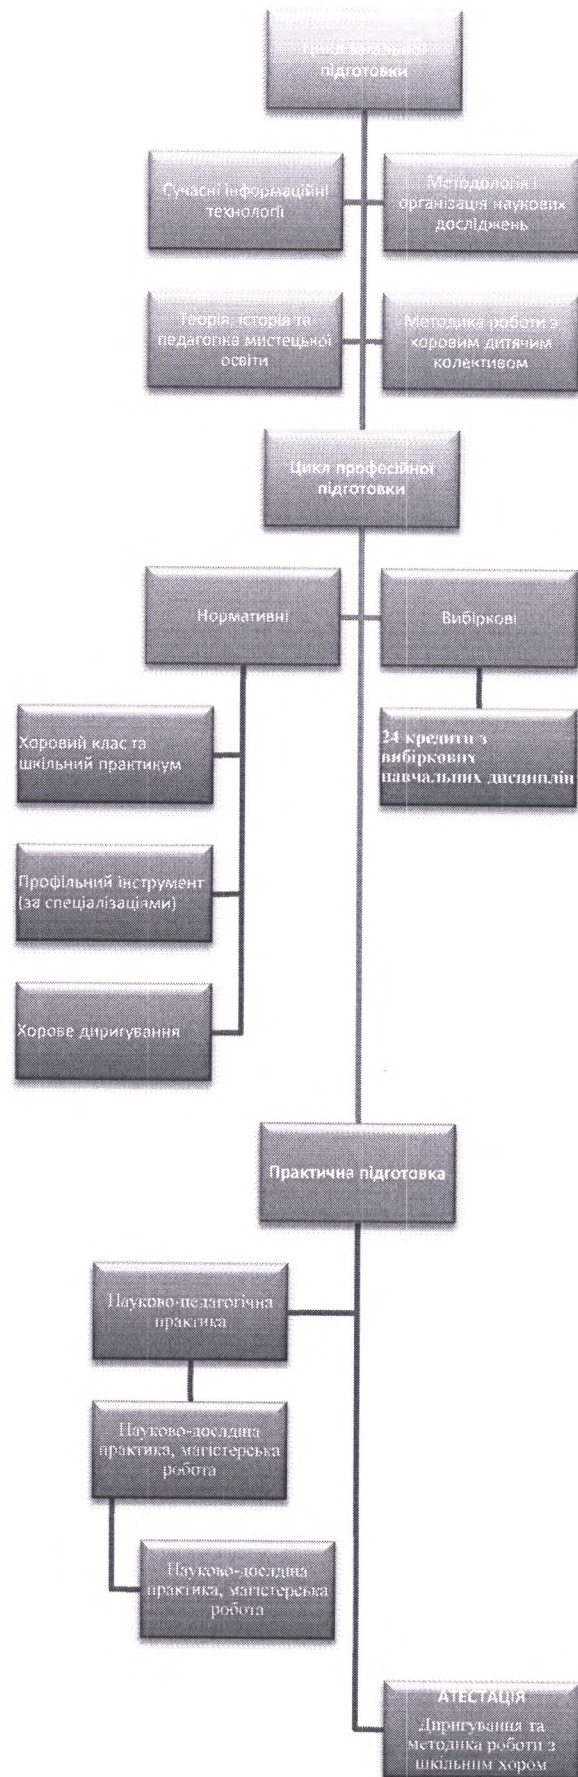 Цикл загальної
підготовки
Сучасні інформаційні
технології
Методологія і
організація наукових
досліджень
Теорія, історія та
педагогіка мистецької
освіти
Методика роботи з
хоровим дитячим
колективом
Цикл професійної
підготовки
Нормативні
Вибіркові
Хоровий клас та
шкільний практикум
24 кредити з
вибіркових
навчальних дисциплін
Профільний інструмент
(за спеціалізаціями)
Хорове диригування
Практична підготовка
Науково-педагогічна
практика
Науково-дослдіна
практика, магістерська
робота
Науково-дослдіна
практика, магістерська
робота
АТЕСТАЦІЯ
Диригування та
методика роботи з
шкільним хором